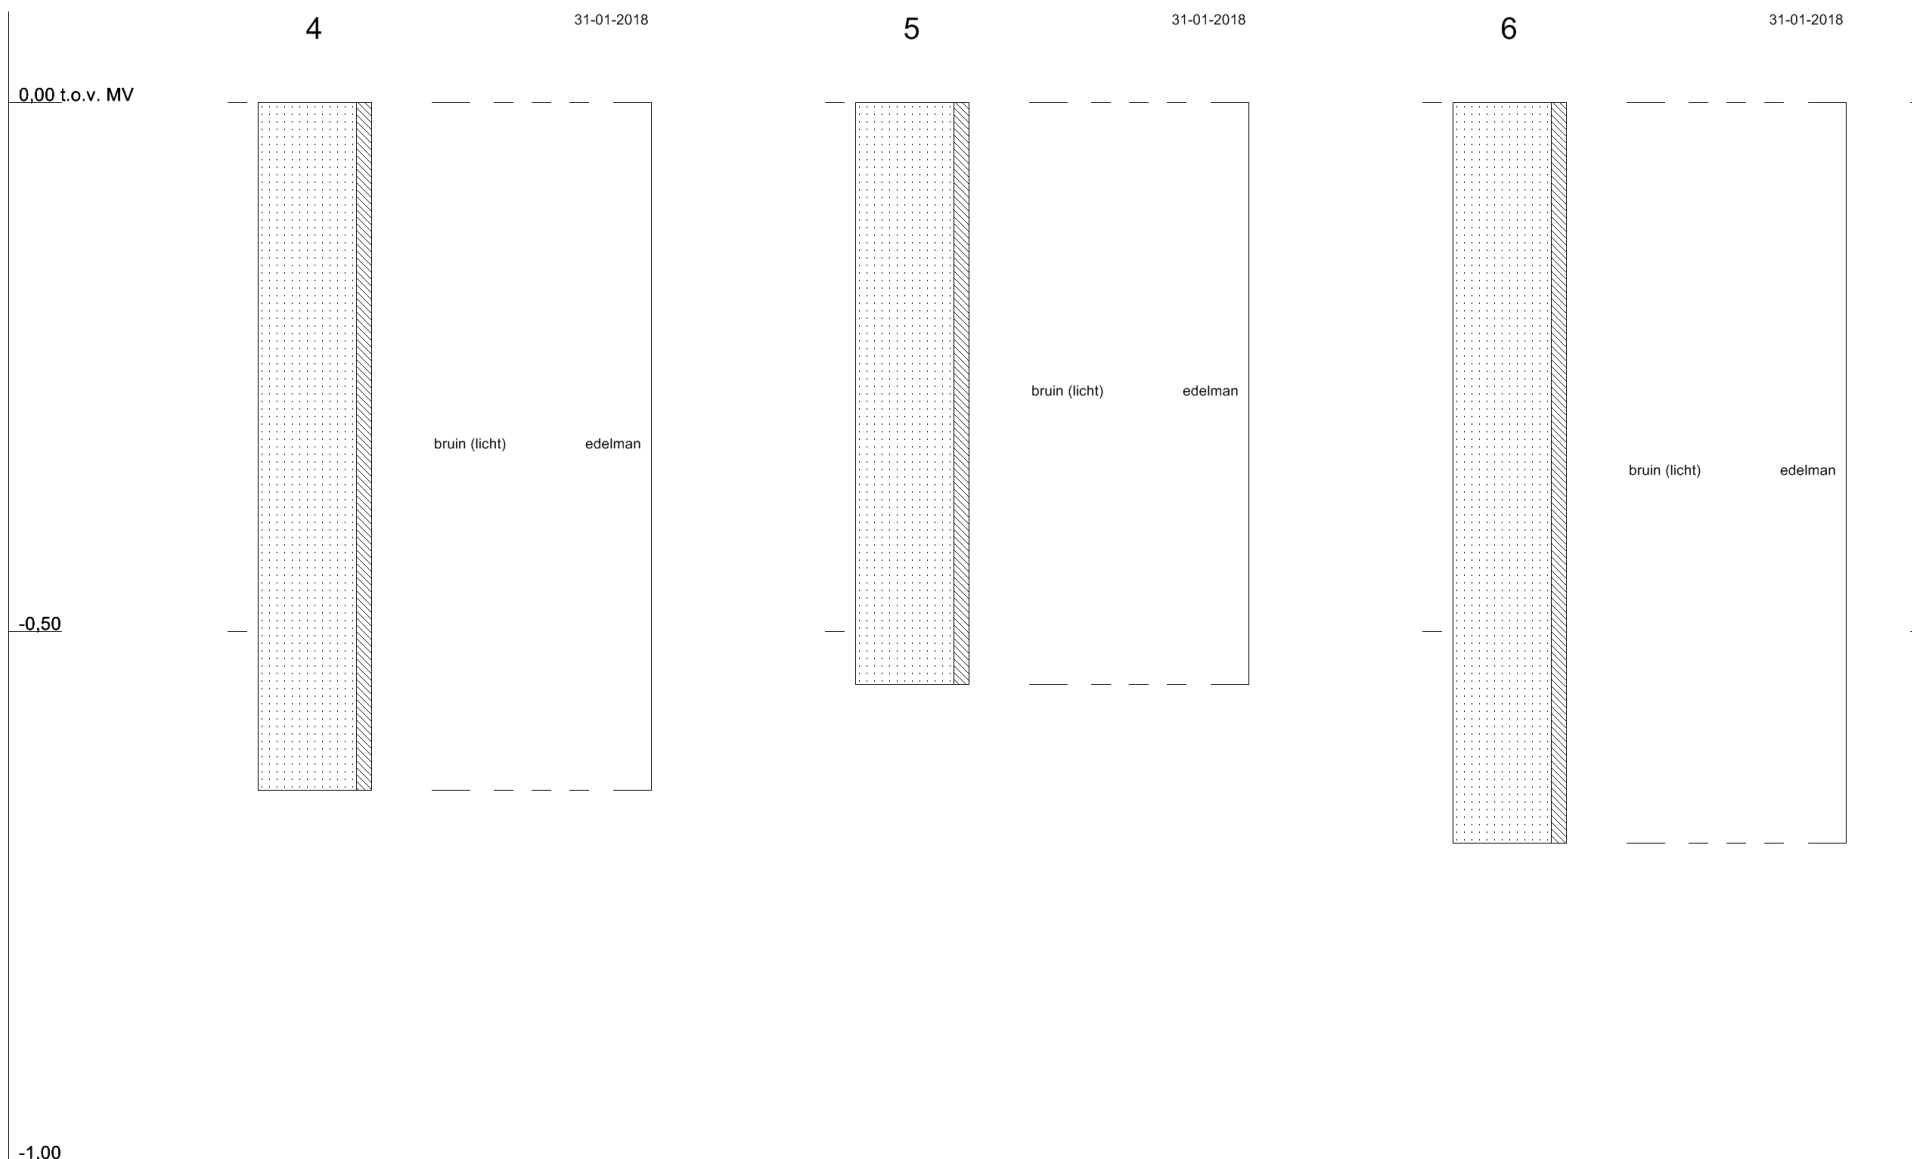 4 31-01-2018 5 31-01-2018 6 31-01-2018
0,00 t.o.v. MV
bruin (licht) edelman
bruin (licht) edelman
bruin (licht) edelman
-0,50
-1,00